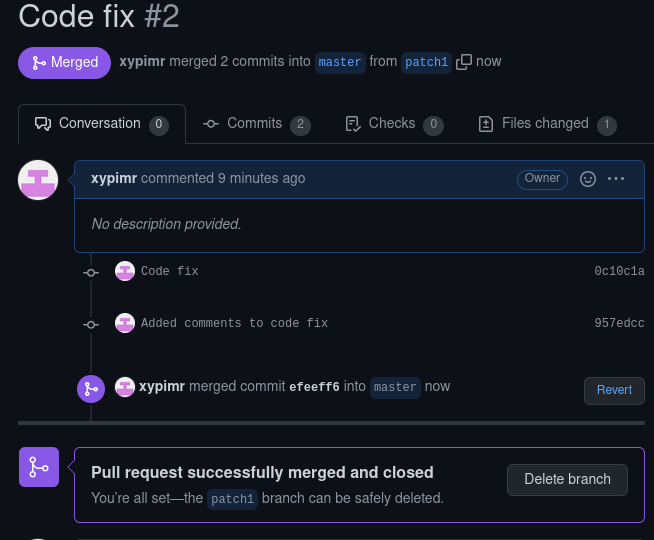 Code fix #2
Merged xypimr merged 2 commits into master from patch1 now
Conversation 0 Commits 2 Checks 0 Files changed 1
xypimr commented 9 minutes ago Owner
No description provided.
Code fix 0c10c1a
Added comments to code fix 957edcc
xypimr merged commit efeeff6 into master now Revert
Pull request successfully merged and closed
You're all set—the patch1 branch can be safely deleted.
Delete branch